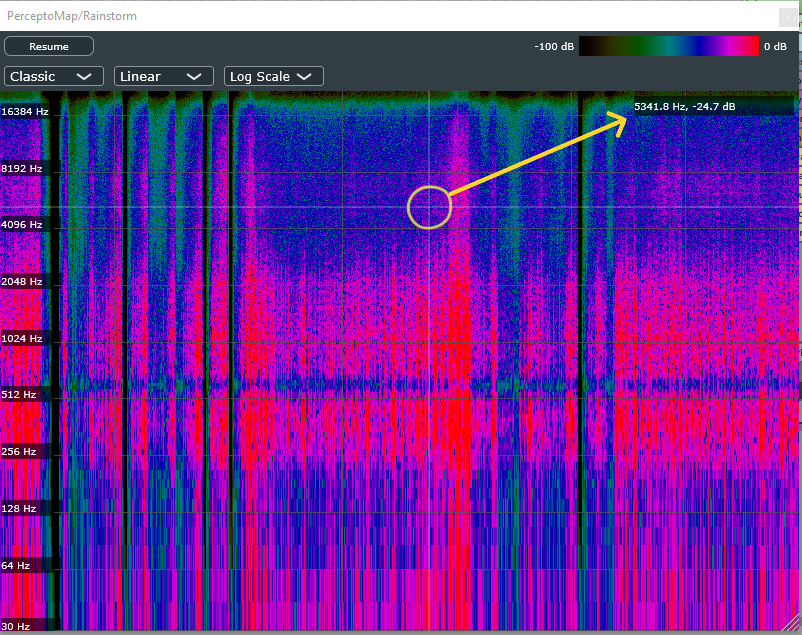 PerceptoMap/Rainstorm
Resume
-100 dB
0 dB
Classic
Linear
Log Scale
5341.8 Hz, -24.7 dB
16384 Hz
8192 Hz
4096 Hz
2048 Hz
1024 Hz
512 Hz
256 Hz
128 Hz
64 Hz
30 Hz